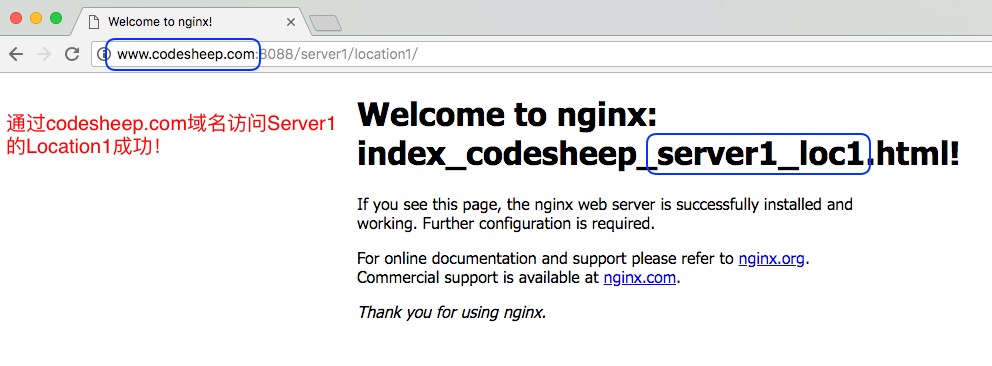 Welcome to nginx!
www.codesheep.com:8088/server1/location1/
通过codesheep.com域名访问Server1
的Location1成功!
Welcome to nginx:
index_codesheep_server1_loc1.html!
If you see this page, the nginx web server is successfully installed and
working. Further configuration is required.
For online documentation and support please refer to nginx.org.
Commercial support is available at nginx.com.
Thank you for using nginx.